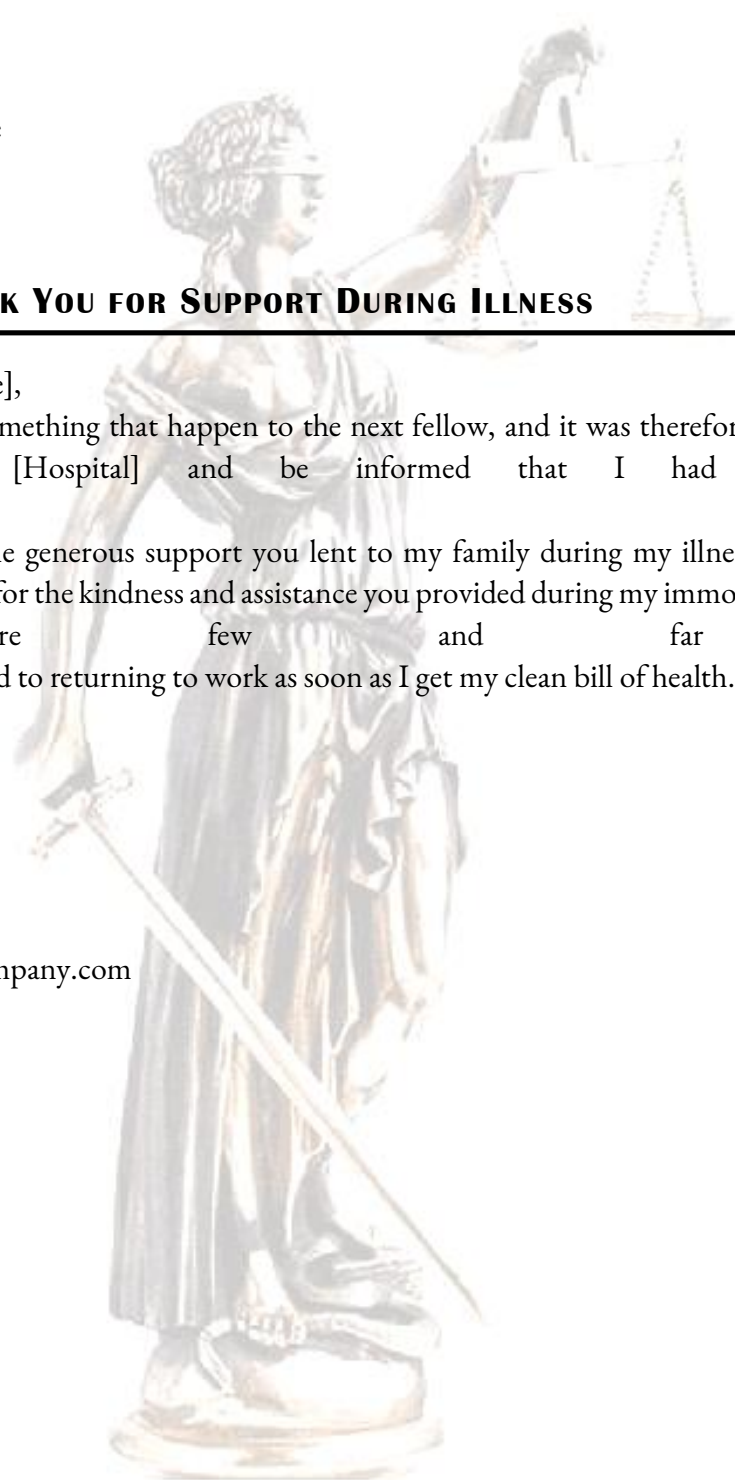 K YOU FOR SUPPORT DURING ILLNESS
e],
mething that happen to the next fellow, and it was therefor
[Hospital] and be informed that I had
e generous support you lent to my family during my illne
for the kindness and assistance you provided during my immo
re few and far
d to returning to work as soon as I get my clean bill of health.
mpany.com